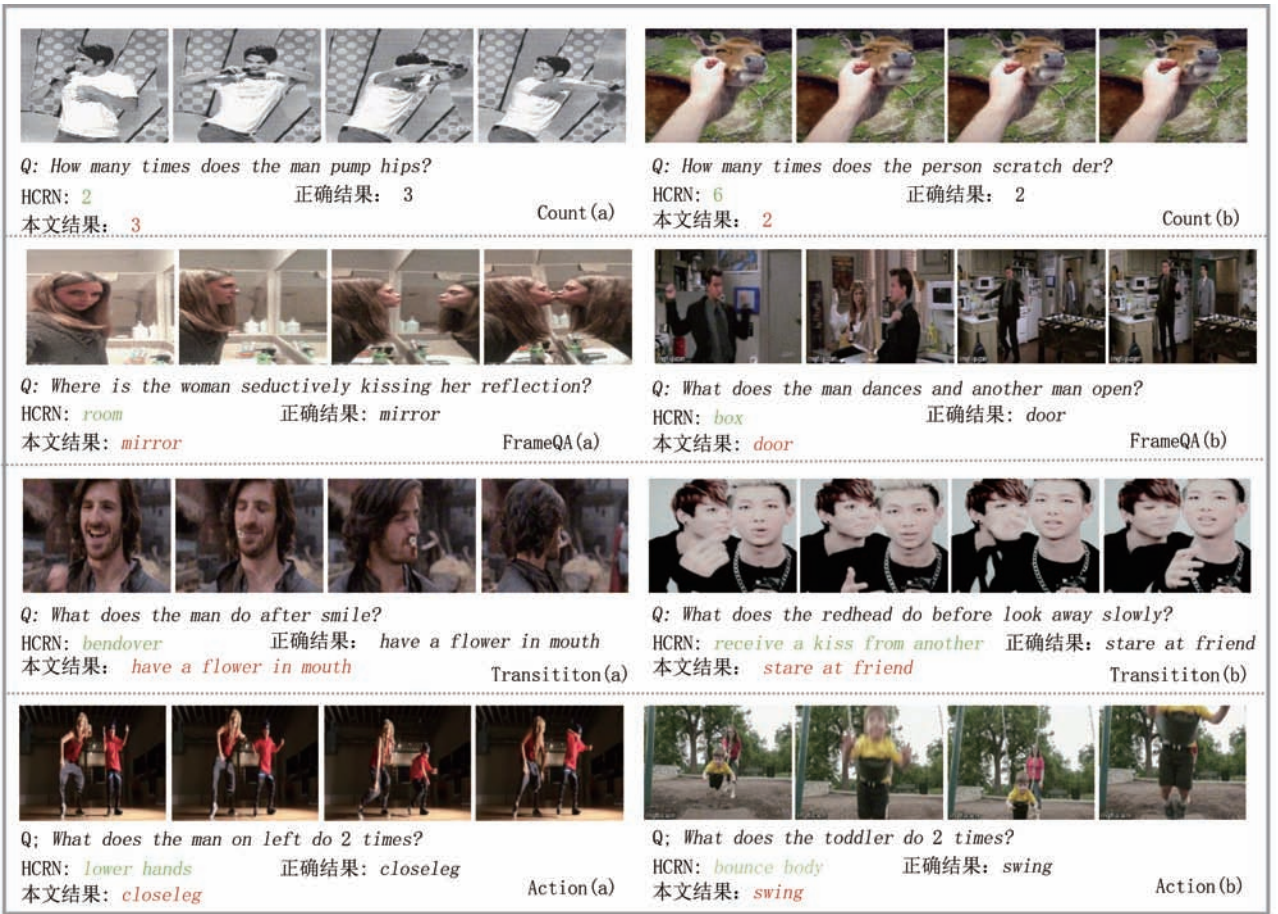 Q: How many times does the man pump hips?
HCRN: 2 正确结果: 3
本文结果: 3
Count(a)
Q: How many times does the person scratch der?
HCRN: 6 正确结果: 2
本文结果: 2
Count(b)
Q: Where is the woman seductively kissing her reflection?
HCRN: room 正确结果: mirror
本文结果: mirror
FrameQA(a)
Q: What does the man dances and another man open?
HCRN: box 正确结果: door
本文结果: door
FrameQA(b)
Q: What does the man do after smile?
HCRN: bendover 正确结果: have a flower in mouth
本文结果: have a flower in mouth
Transititon(a)
Q: What does the redhead do before look away slowly?
HCRN: receive a kiss from another 正确结果: stare at friend
本文结果: stare at friend
Transititon(b)
Q; What does the man on left do 2 times?
HCRN: lower hands 正确结果: closeleg
本文结果: closeleg
Action(a)
Q; What does the toddler do 2 times?
HCRN: bounce body 正确结果: swing
本文结果: swing
Action(b)